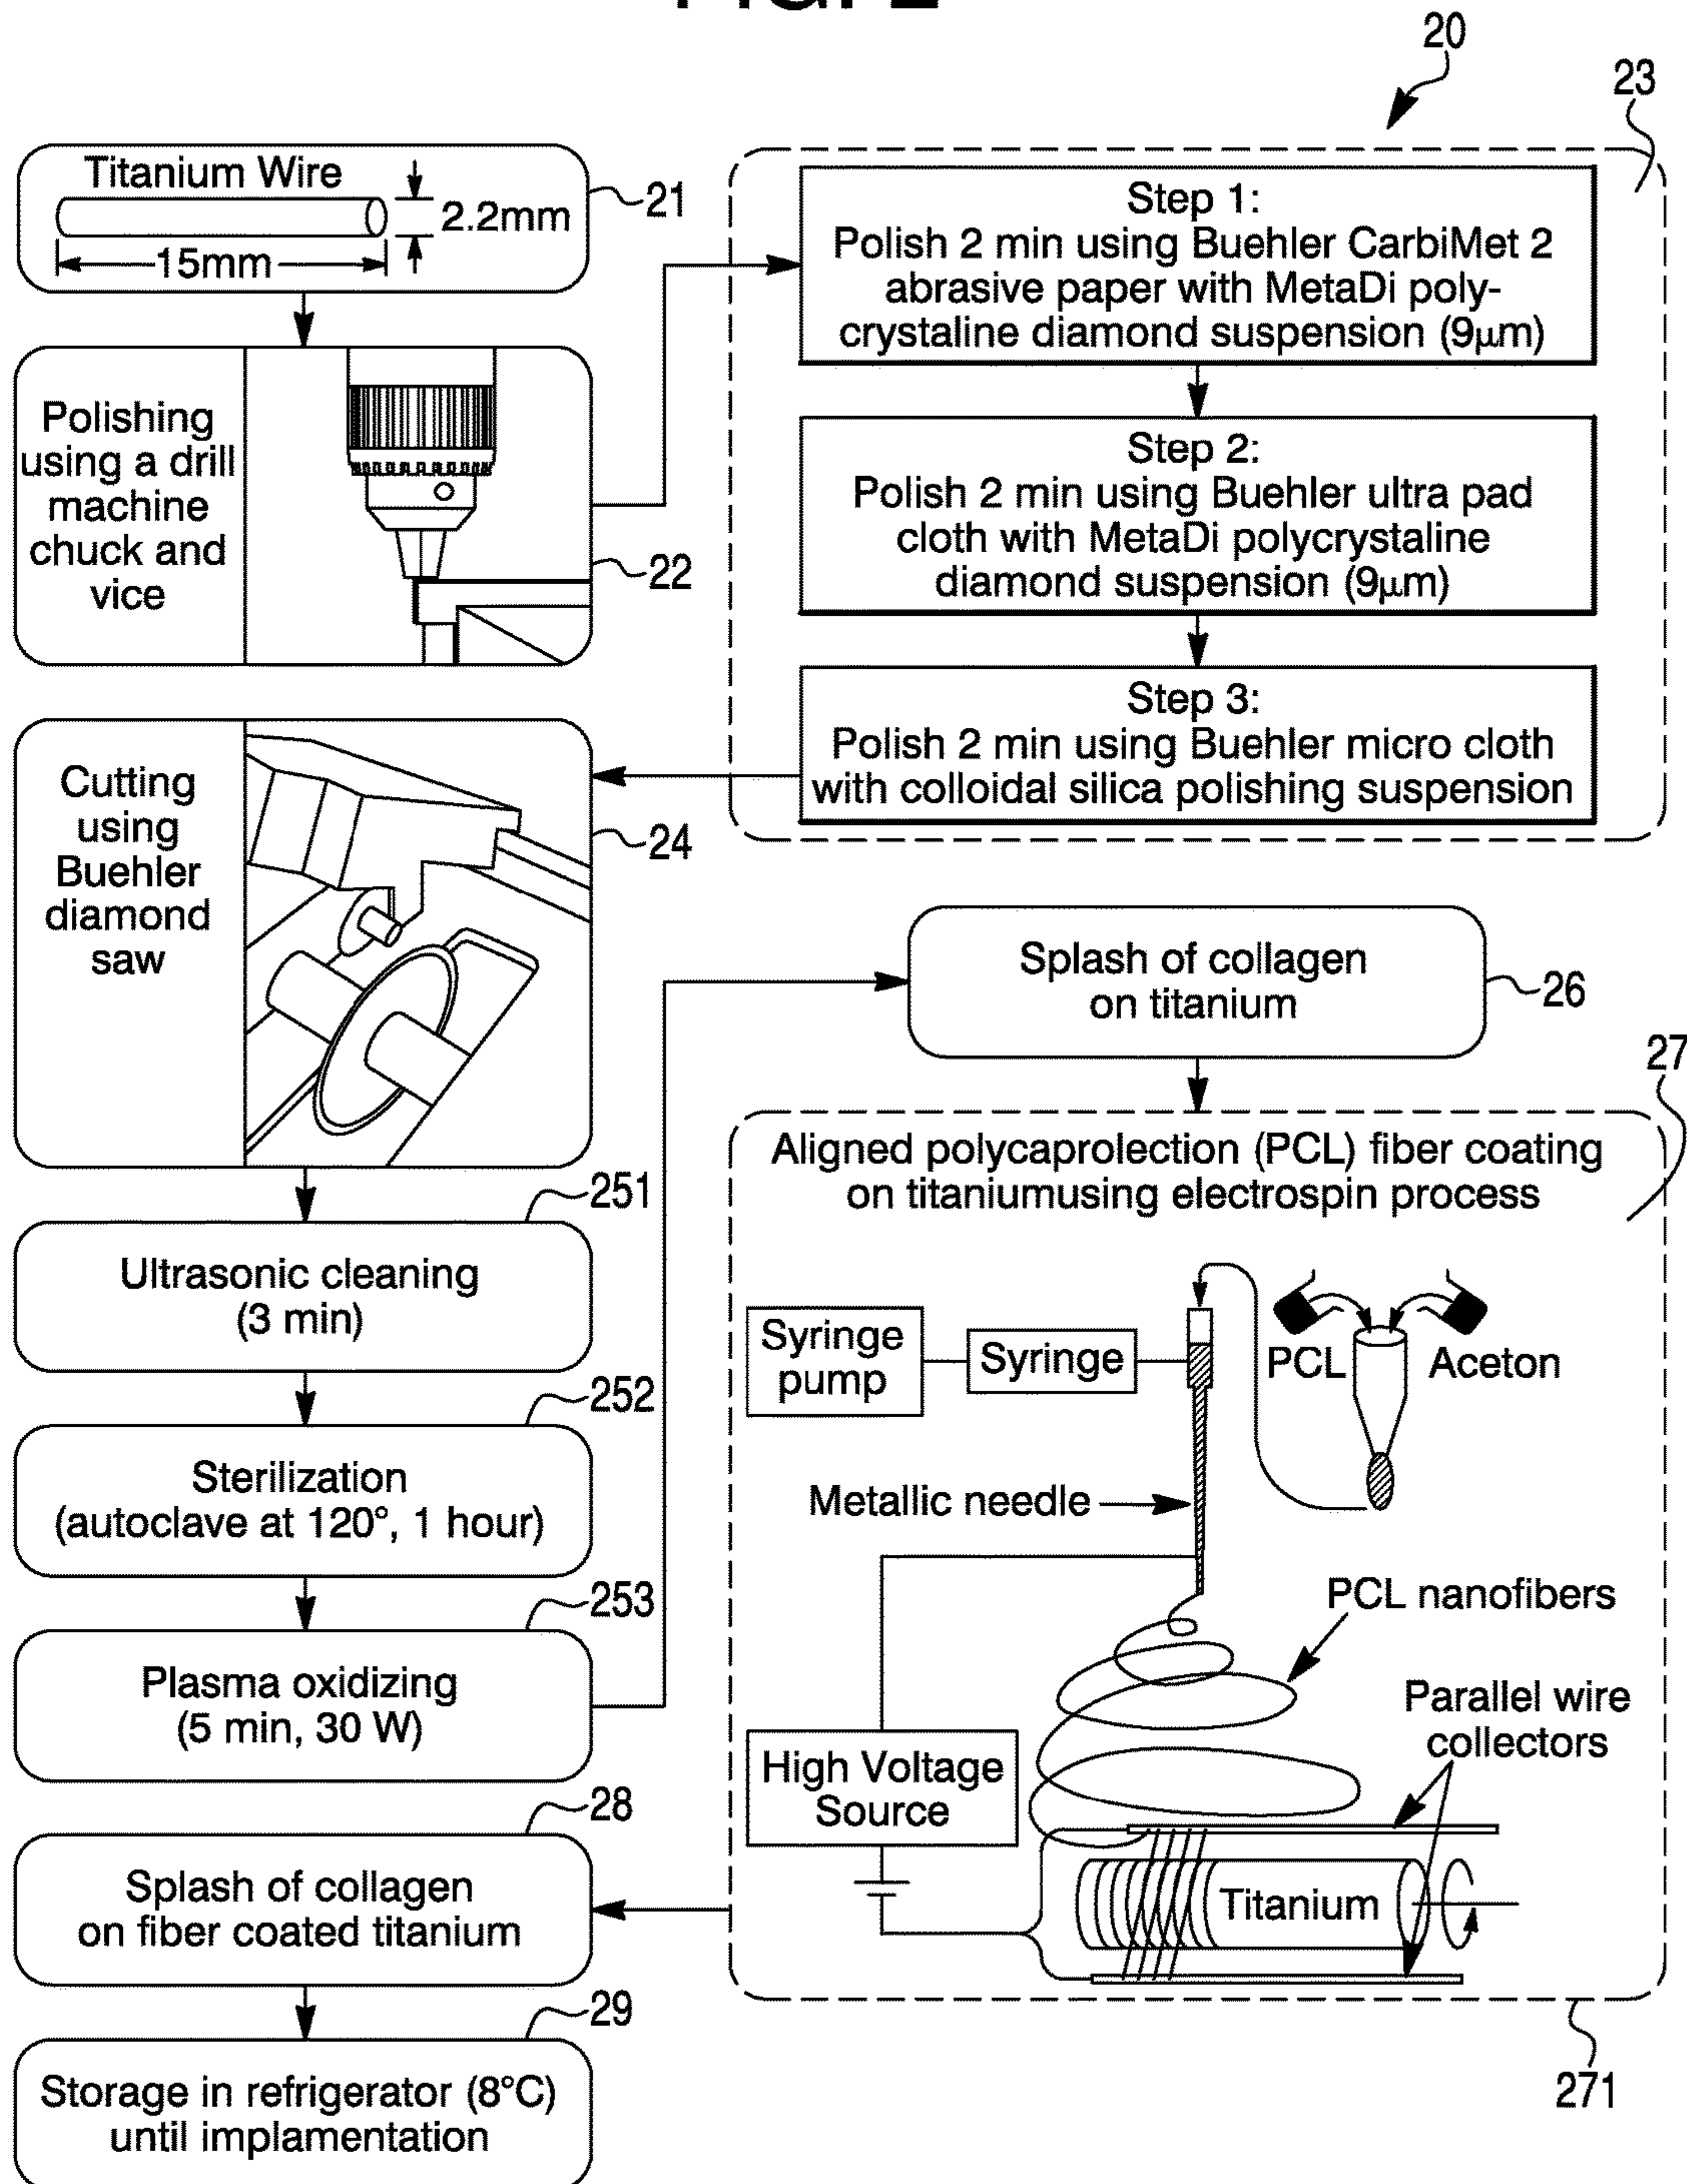 20
23
Titanium Wire
2.2mm
15mm
21
Polishing
using a drill
machine
chuck and
vice
22
Step 1:
Polish 2 min using Buehler CarbiMet 2
abrasive paper with MetaDi poly-
crystaline diamond suspension (9μm)
Step 2:
Polish 2 min using Buehler ultra pad
cloth with MetaDi polycrystaline
diamond suspension (9μm)
Step 3:
Polish 2 min using Buehler micro cloth
with colloidal silica polishing suspension
Cutting
using
Buehler
diamond
saw
24
251
Ultrasonic cleaning
(3 min)
252
Sterilization
(autoclave at 120°, 1 hour)
253
Plasma oxidizing
(5 min, 30 W)
Splash of collagen
on titanium
26
27
Aligned polycaprolection (PCL) fiber coating
on titaniumusing electrospin process
Syringe
pump
Syringe
PCL
Aceton
Metallic needle
PCL nanofibers
Parallel wire
collectors
High Voltage
Source
Titanium
271
28
Splash of collagen
on fiber coated titanium
29
Storage in refrigerator (8°C)
until implamentation